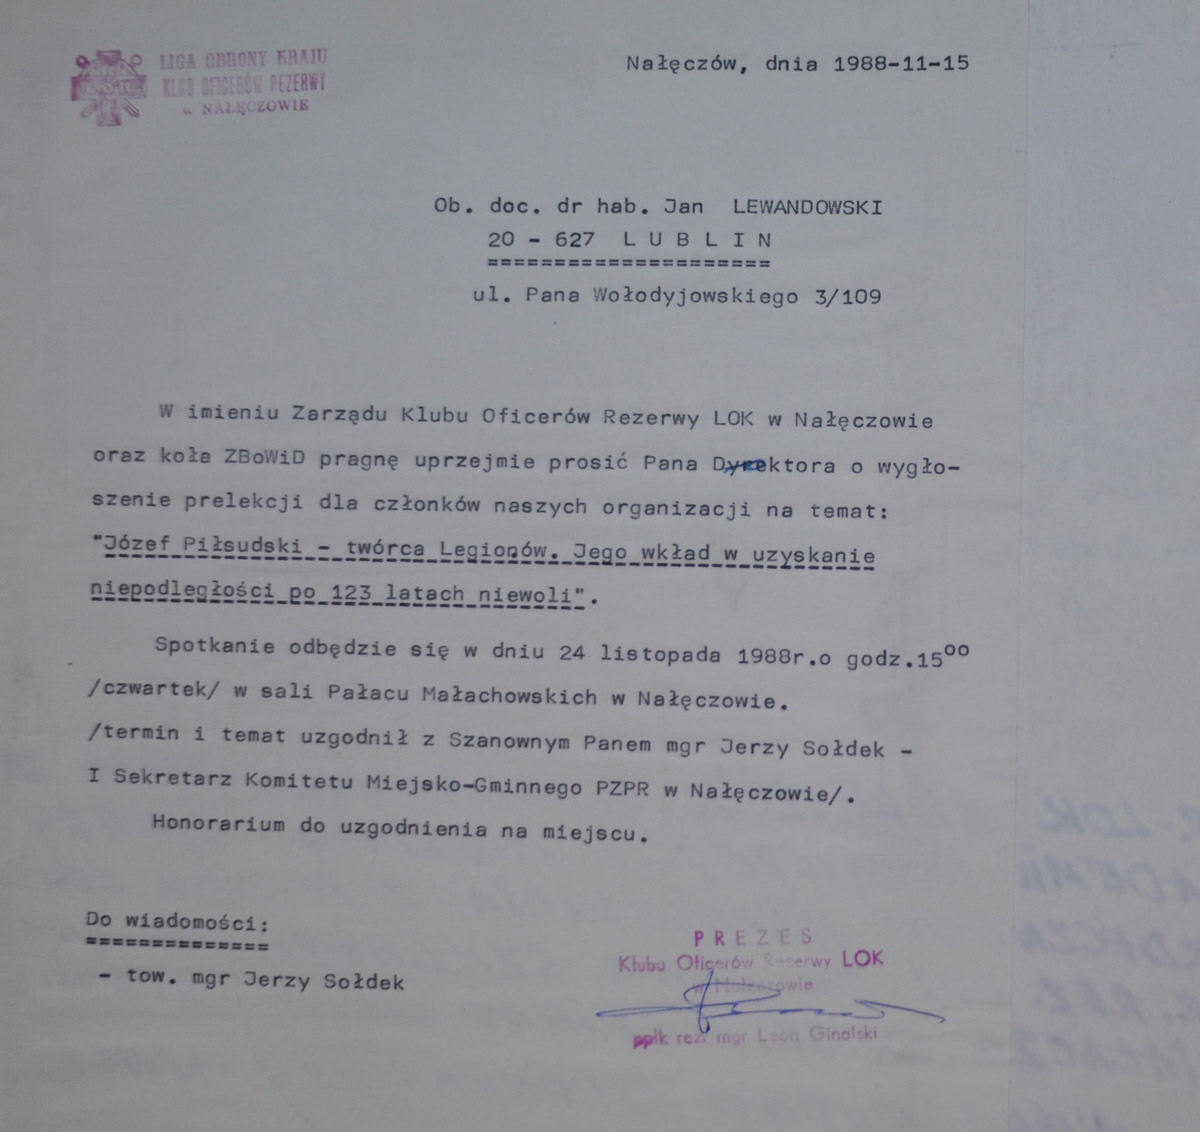 LIGA OBRONY KRAJU
KLUB OFICERÓW REZERWY
w NAŁĘCZOWIE
Nałęczów, dnia 1988-11-15
Ob. doc. dr hab. Jan LEWANDOWSKI
20 - 627 L U B L I N
=====================
ul. Pana Wołodyjowskiego 3/109
W imieniu Zarządu Klubu Oficerów Rezerwy LOK w Nałęczowie
oraz koła ZBoWiD pragnę uprzejmie prosić Pana Dyrektora o wygło-
szenie prelekcji dla członków naszych organizacji na temat:
"Józef Piłsudski - twórca Legionów. Jego wkład w uzyskanie
niepodległości po 123 latach niewoli".
Spotkanie odbędzie się w dniu 24 listopada 1988r.o godz.15⁰⁰
/czwartek/ w sali Pałacu Małachowskich w Nałęczowie.
/termin i temat uzgodnił z Szanownym Panem mgr Jerzy Sołdek -
I Sekretarz Komitetu Miejsko-Gminnego PZPR w Nałęczowie/.
Honorarium do uzgodnienia na miejscu.
Do wiadomości:
==============
- tow. mgr Jerzy Sołdek
PREZES
Klubu Oficerów Rezerwy LOK
w Nałęczowie
ppłk rez. mgr Leon Ginalski